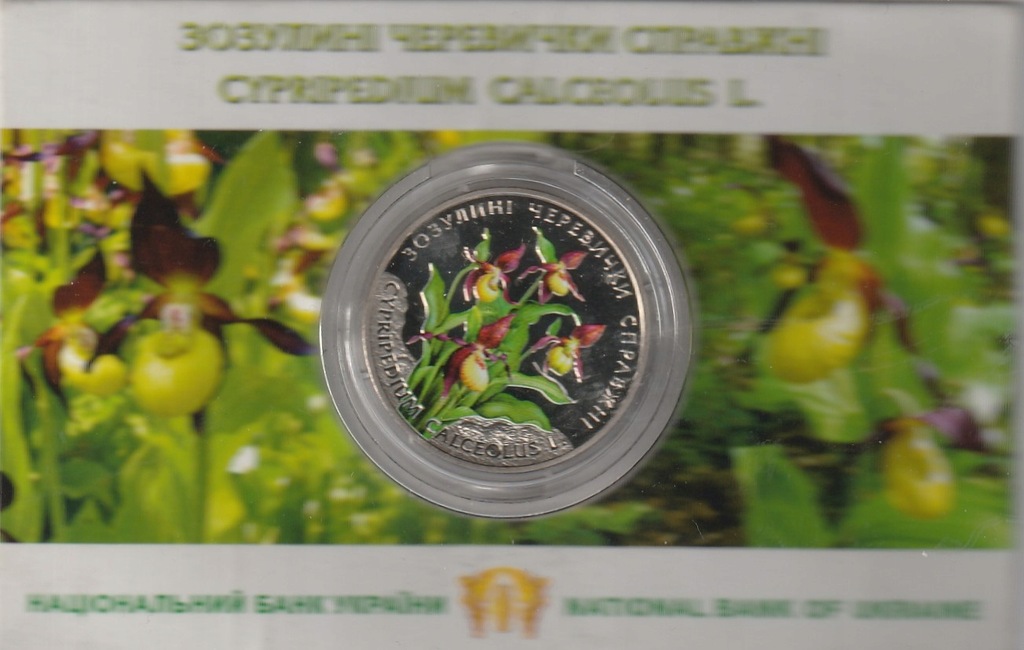 ЗОЗУЛИНІ ЧЕРЕВИЧКИ СПРАВЖНІ
CYPRIPEDIUM CALCEOLUS L.
ЗОЗУЛИНІ ЧЕРЕВИЧКИ СПРАВЖНІ
CYPRIPEDIUM CALCEOLUS L.
НАЦІОНАЛЬНИЙ БАНК УКРАЇНИ NATIONAL BANK OF UKRAINE